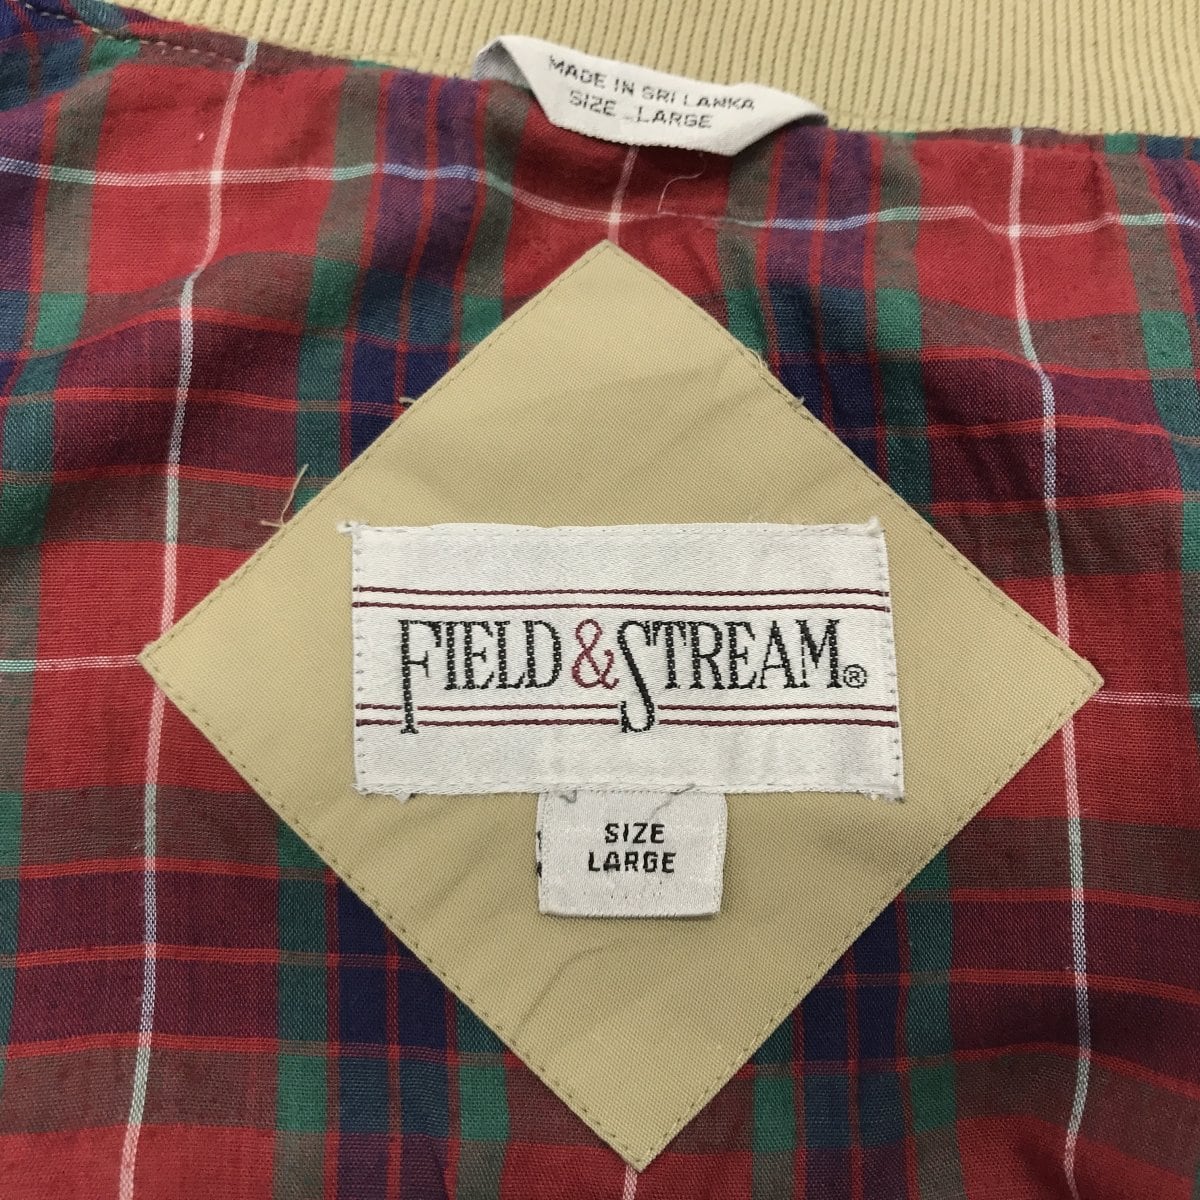 MADE IN SRI LANKA
SIZE - LARGE
FIELD & STREAM®
SIZE
LARGE